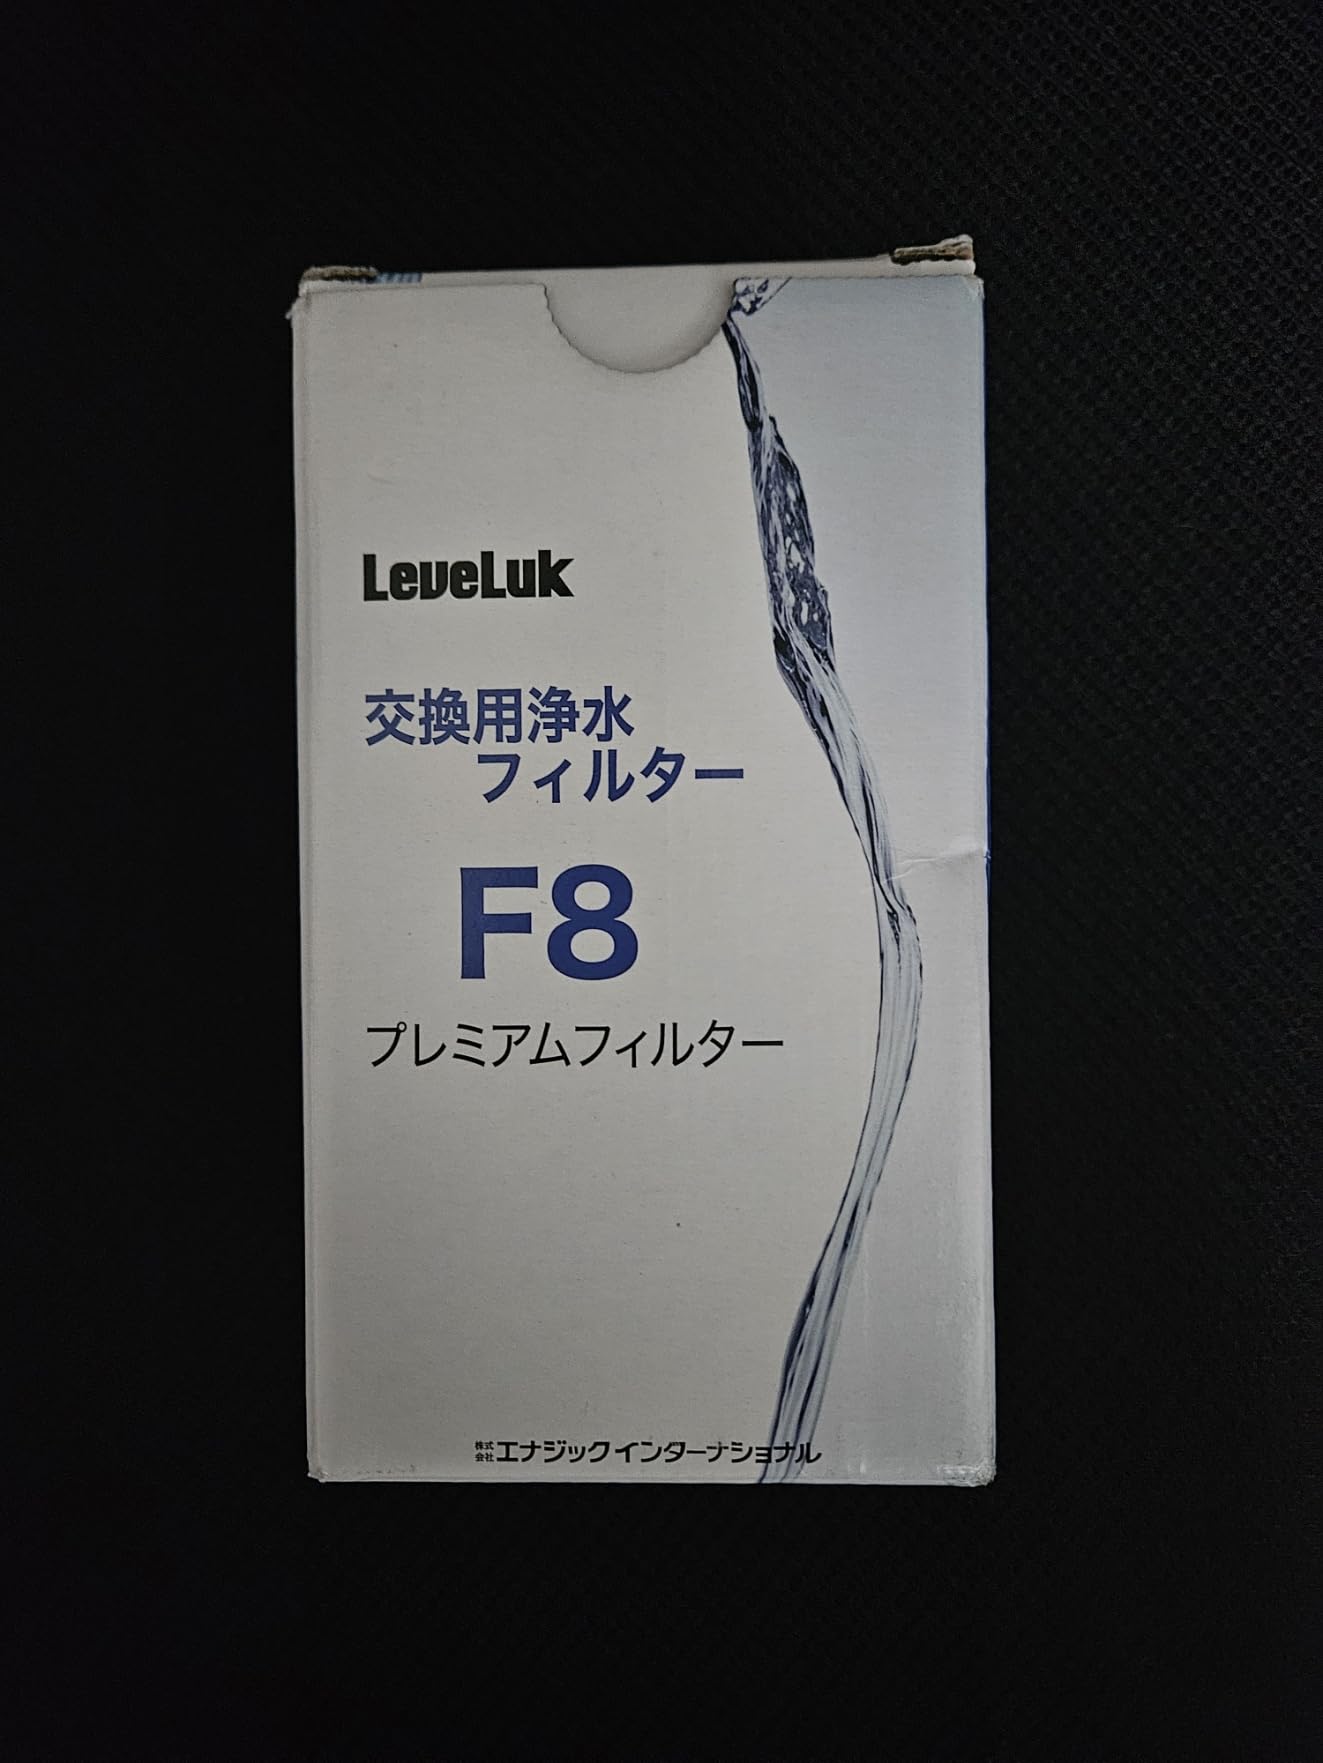 LeveLuk
交換用浄水
フィルター
F8
プレミアムフィルター
株式会社エナジックインターナショナル